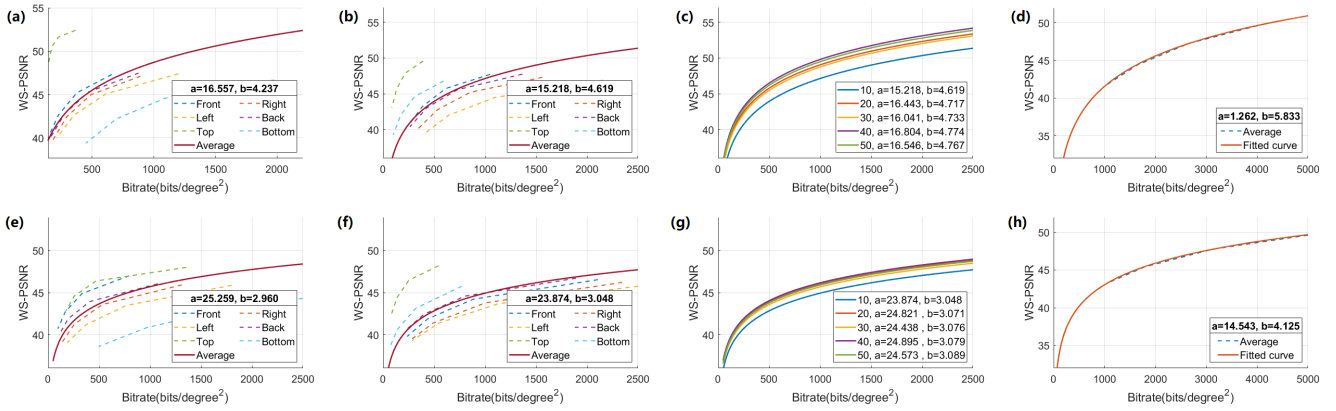 (a)
WS-PSNR
55
50
45
40
500 1000 1500 2000
Bitrate(bits/degree²)
a=16.557, b=4.237
Front Right
Left Back
Top Bottom
Average
(b)
WS-PSNR
55
50
45
40
500 1000 1500 2000 2500
Bitrate(bits/degree²)
a=15.218, b=4.619
Front Right
Left Back
Top Bottom
Average
(c)
WS-PSNR
55
50
45
40
35
0 500 1000 1500 2000 2500
Bitrate(bits/degree²)
10, a=15.218, b=4.619
20, a=16.443, b=4.717
30, a=16.041, b=4.733
40, a=16.804, b=4.774
50, a=16.546, b=4.767
(d)
WS-PSNR
50
45
40
35
0 1000 2000 3000 4000 5000
Bitrate(bits/degree²)
a=1.262, b=5.833
Average
Fitted curve
(e)
WS-PSNR
50
45
40
0 500 1000 1500 2000 2500
Bitrate(bits/degree²)
a=25.259, b=2.960
Front Right
Left Back
Top Bottom
Average
(f)
WS-PSNR
50
45
40
0 500 1000 1500 2000 2500
Bitrate(bits/degree²)
a=23.874, b=3.048
Front Right
Left Back
Top Bottom
Average
(g)
WS-PSNR
50
45
40
0 500 1000 1500 2000 2500
Bitrate(bits/degree²)
10, a=23.874, b=3.048
20, a=24.821 , b=3.071
30, a=24.438 , b=3.076
40, a=24.895 , b=3.079
50, a=24.573 , b=3.089
(h)
WS-PSNR
50
45
40
35
0 1000 2000 3000 4000 5000
Bitrate(bits/degree²)
a=14.543, b=4.125
Average
Fitted curve